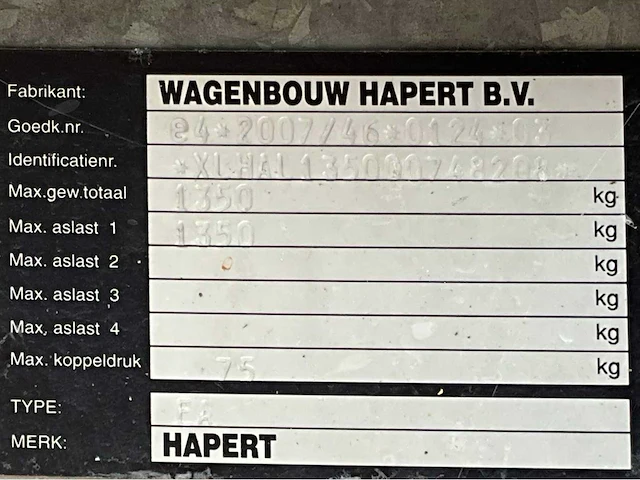 Fabrikant: WAGENBOUW HAPERT B.V.
Goedk.nr. e4*2007/46*0124*03
Identificatienr.
Max.gew.totaal 1350 kg
Max. aslast 1 1350 kg
Max. aslast 2 kg
Max. aslast 3 kg
Max, aslast 4 kg
Max. koppeldruk 75 kg
TYPE:
MERK: HAPERT